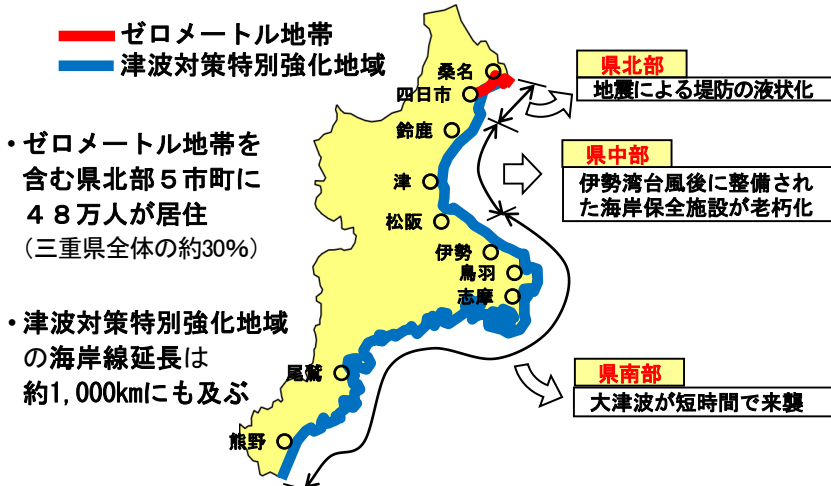 ゼロメートル地帯
津波対策特別強化地域
・ゼロメートル地帯を
含む県北部５市町に
４８万人が居住
（三重県全体の約30%）
・津波対策特別強化地域
の海岸線延長は
約1,000kmにも及ぶ
桑名
四日市
鈴鹿
津
松阪
伊勢
鳥羽
志摩
尾鷲
熊野
県北部
地震による堤防の液状化
県中部
伊勢湾台風後に整備され
た海岸保全施設が老朽化
県南部
大津波が短時間で来襲